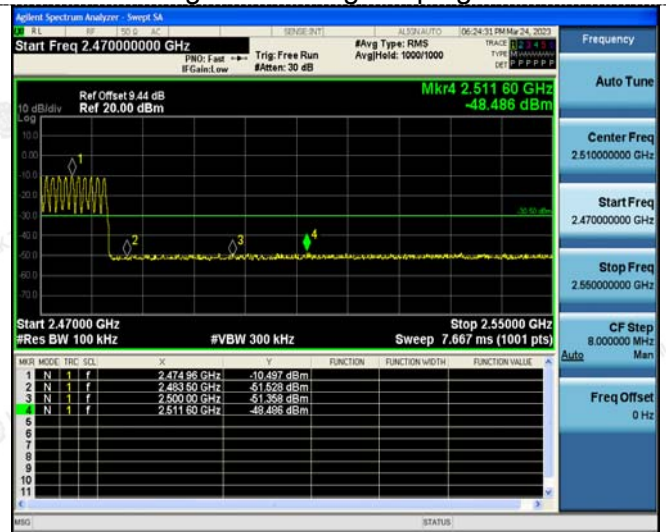 Agilent Spectrum Analyzer - Swept SA
RL RF 50 Ω AC SENSE:INT ALIGN AUTO 06:24:31 PM Mar 24, 2023
Start Freq 2.470000000 GHz
PNO: Fast
IFGain:Low
Trig: Free Run
#Atten: 30 dB
#Avg Type: RMS
Avg|Hold: 1000/1000
TRACE 1 2 3 4 5 6
TYPE
DET P P P P P P
Ref Offset 9.44 dB
Ref 20.00 dBm
10 dB/div
Log
Mkr4 2.511 60 GHz
-48.486 dBm
10.0
0.00
-10.0
-20.0
-30.0
-40.0
-50.0
-60.0
-70.0
1
2
3
4
-30.50 dBm
Start 2.47000 GHz
#Res BW 100 kHz
#VBW 300 kHz
Stop 2.55000 GHz
Sweep 7.667 ms (1001 pts)
MKR MODE TRC SCL X Y FUNCTION FUNCTION WIDTH FUNCTION VALUE
1 N 1 f 2.474 96 GHz -10.497 dBm
2 N 1 f 2.483 50 GHz -51.528 dBm
3 N 1 f 2.500 00 GHz -51.358 dBm
4 N 1 f 2.511 60 GHz -48.486 dBm
5
6
7
8
9
10
11
MSG STATUS
Frequency
Auto Tune
Center Freq
2.510000000 GHz
Start Freq
2.470000000 GHz
Stop Freq
2.550000000 GHz
CF Step
8.000000 MHz
Auto Man
Freq Offset
0 Hz